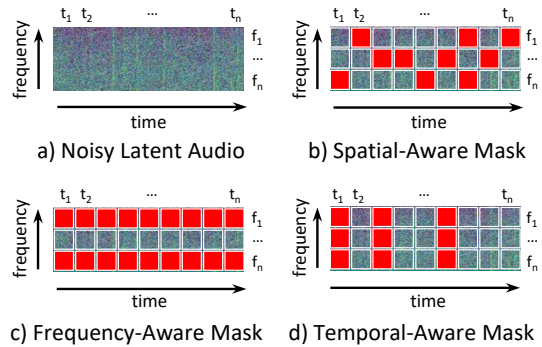 t1 t2 ... tn
frequency
f1
...
fn
time
a) Noisy Latent Audio
t1 t2 ... tn
frequency
f1
...
fn
time
b) Spatial-Aware Mask
t1 t2 ... tn
frequency
f1
...
fn
time
c) Frequency-Aware Mask
t1 t2 ... tn
frequency
f1
...
fn
time
d) Temporal-Aware Mask